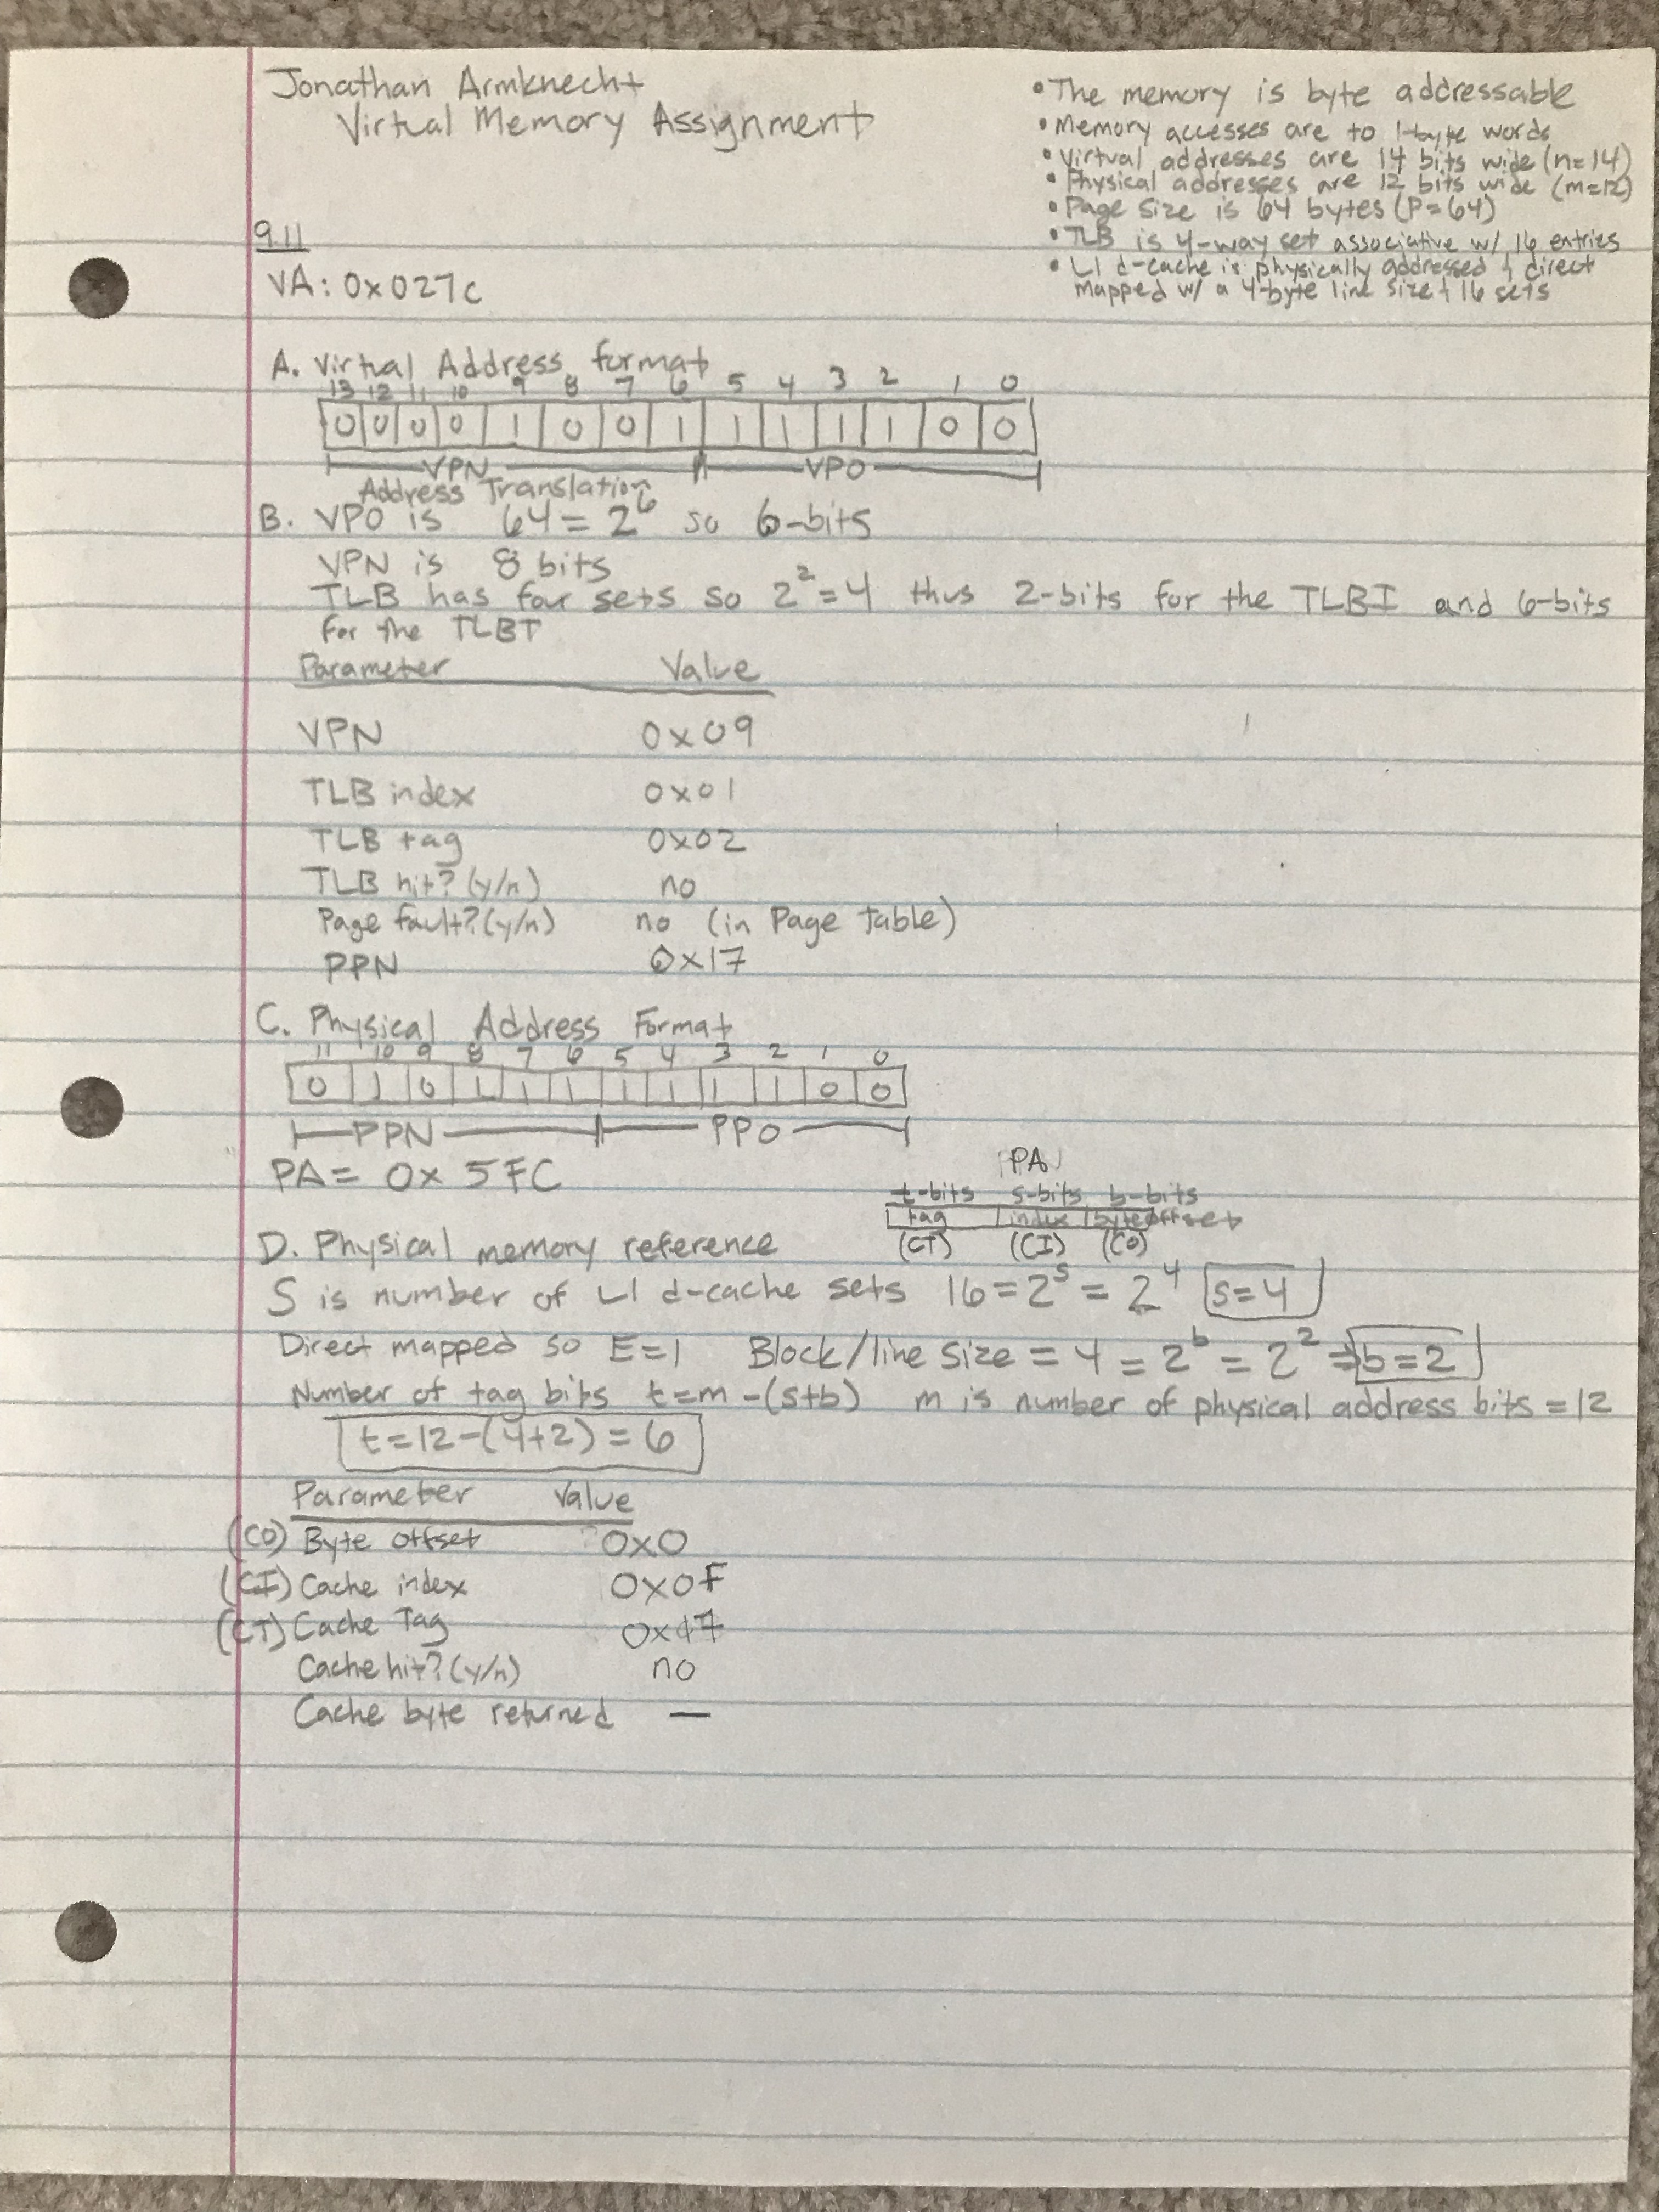 Jonathan Armknecht
Virtual Memory Assignment
• The memory is byte addressable
• Memory accesses are to 1-byte words
• Virtual addresses are 14 bits wide (n=14)
• Physical addresses are 12 bits wide (m=12)
• Page size is 64 bytes (P=64)
• TLB is 4-way set associative w/ 16 entries
• L1 d-cache is physically addressed & direct
mapped w/ a 4-byte line size & 16 sets
9.11
VA: 0x027c
A. Virtual Address format
13 12 11 10 9 8 7 6 5 4 3 2 1 0
0 0 0 0 1 0 0 1 1 1 1 1 0 0
VPN VPO
Address Translation
B. VPO is 64 = 2^6 so 6-bits
VPN is 8 bits
TLB has four sets so 2^2 = 4 thus 2-bits for the TLBI and 6-bits
for the TLBT
Parameter Value
VPN 0x09
TLB index 0x01
TLB tag 0x02
TLB hit? (y/n) no
Page fault? (y/n) no (in Page table)
PPN 0x17
C. Physical Address Format
11 10 9 8 7 6 5 4 3 2 1 0
0 1 0 1 1 1 1 1 1 1 0 0
PPN PPO
PA = 0x 5FC
PA
t-bits s-bits b-bits
tag index byte offset
(CT) (CI) (CO)
D. Physical memory reference
S is number of L1 d-cache sets 16 = 2^s = 2^4 s=4
Direct mapped so E=1 Block/line size = 4 = 2^b = 2^2 ⇒ b=2
Number of tag bits t=m-(s+b) m is number of physical address bits = 12
t=12-(4+2) = 6
Parameter Value
(CO) Byte offset 0x0
(CI) Cache index 0x0F
(CT) Cache Tag
Cache hit? (y/n) no
Cache byte returned —